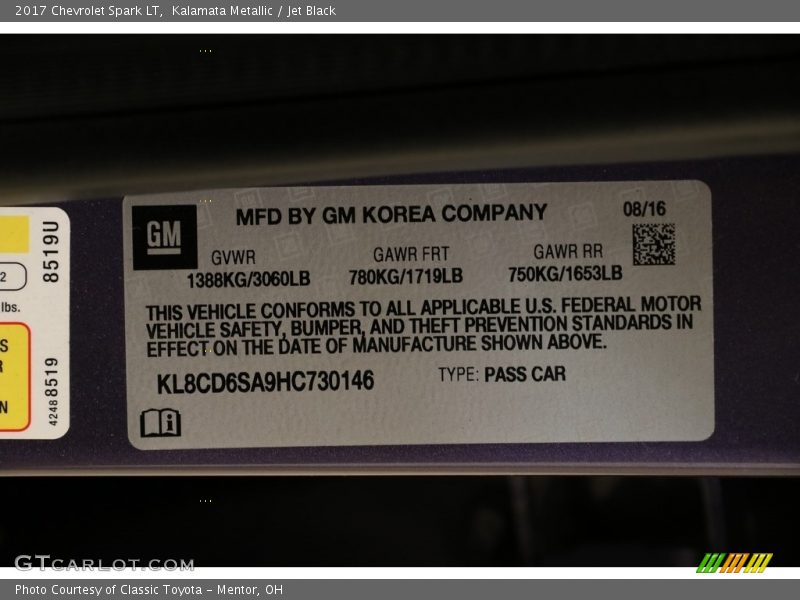 2017 Chevrolet Spark LT,  Kalamata Metallic / Jet Black
GM
MFD BY GM KOREA COMPANY
08/16
GVWR
GAWR FRT
GAWR RR
1388KG/3060LB
780KG/1719LB
750KG/1653LB
THIS VEHICLE CONFORMS TO ALL APPLICABLE U.S. FEDERAL MOTOR
VEHICLE SAFETY, BUMPER, AND THEFT PREVENTION STANDARDS IN
EFFECT ON THE DATE OF MANUFACTURE SHOWN ABOVE.
KL8CD6SA9HC730146
TYPE: PASS CAR
8519U
2
lbs.
S
R
N
42488519
GTCARLOT.COM
Photo Courtesy of Classic Toyota - Mentor, OH